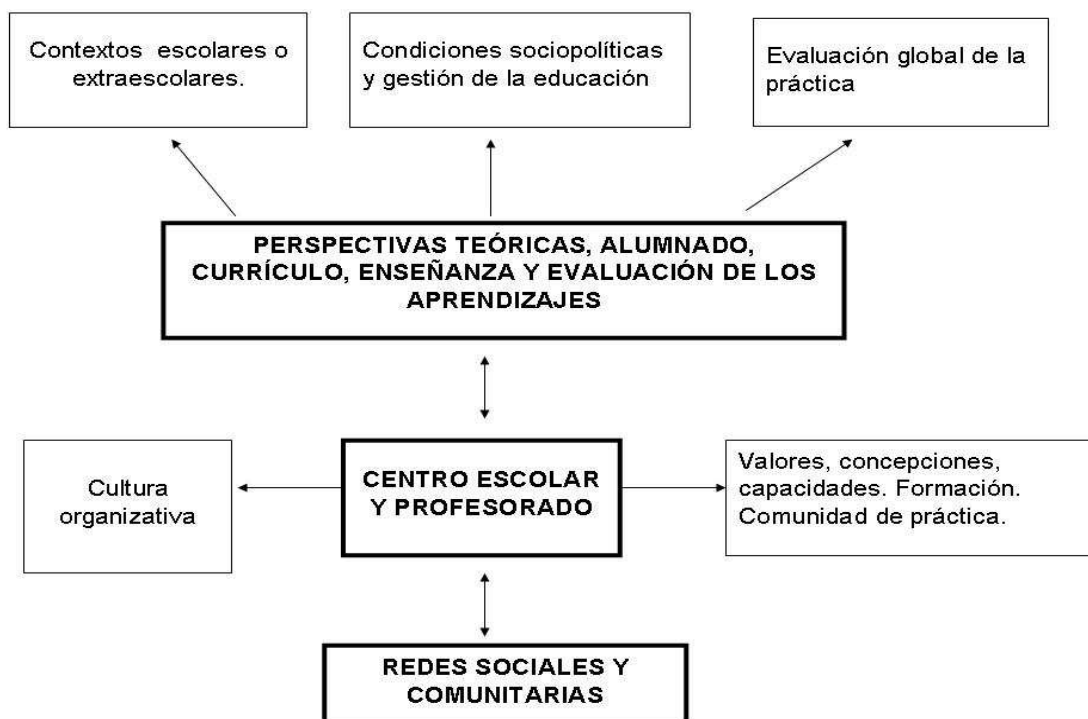 Contextos escolares o
extraescolares.
Condiciones sociopolíticas
y gestión de la educación
Evaluación global de la
práctica
PERSPECTIVAS TEÓRICAS, ALUMNADO,
CURRÍCULO, ENSEÑANZA Y EVALUACIÓN DE LOS
APRENDIZAJES
Cultura
organizativa
CENTRO ESCOLAR
Y PROFESORADO
Valores, concepciones,
capacidades. Formación.
Comunidad de práctica.
REDES SOCIALES Y
COMUNITARIAS